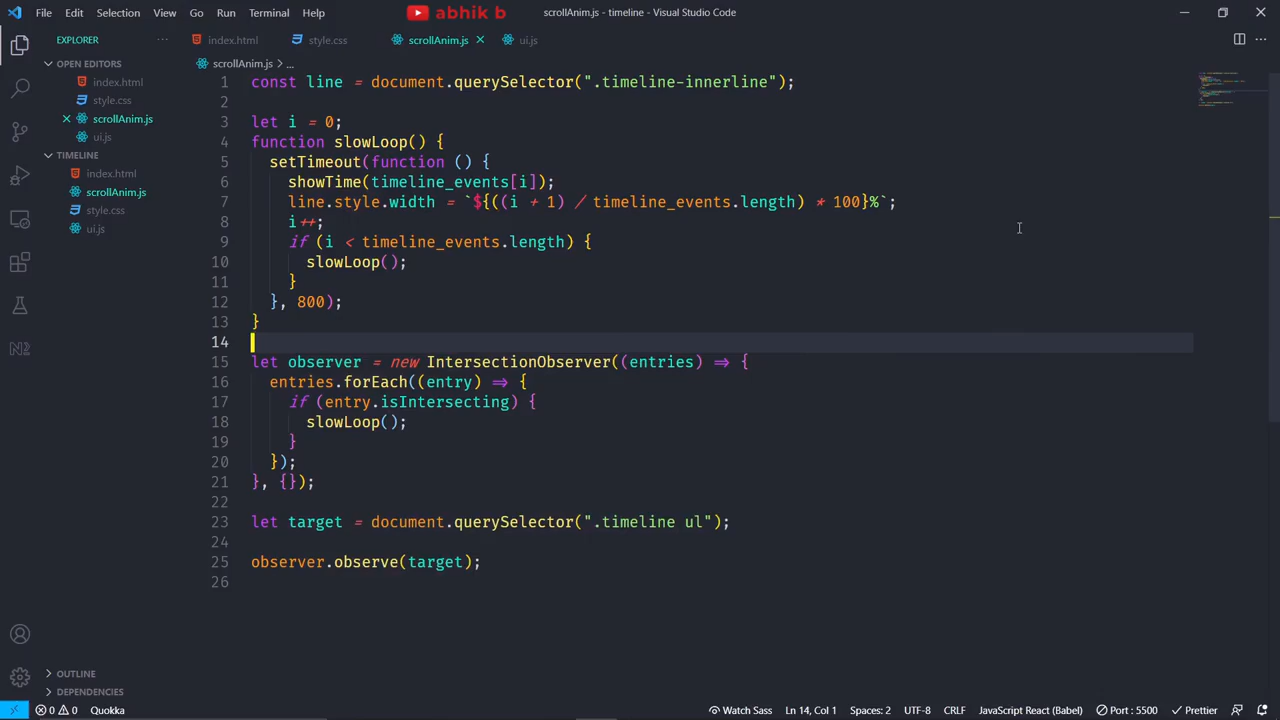 File Edit Selection View Go Run Terminal Help abhik b scrollAnim.js - timeline - Visual Studio Code
EXPLORER ··· index.html style.css scrollAnim.js ui.js
OPEN EDITORS scrollAnim.js > ...
index.html
style.css
scrollAnim.js
ui.js
TIMELINE
index.html
scrollAnim.js
style.css
ui.js
1 const line = document.querySelector(".timeline-innerline");
2
3 let i = 0;
4 function slowLoop() {
5 setTimeout(function () {
6 showTime(timeline_events[i]);
7 line.style.width = `${((i + 1) / timeline_events.length) * 100}%`;
8 i++;
9 if (i < timeline_events.length) {
10 slowLoop();
11 }
12 }, 800);
13 }
14
15 let observer = new IntersectionObserver((entries) => {
16 entries.forEach((entry) => {
17 if (entry.isIntersecting) {
18 slowLoop();
19 }
20 });
21 }, {});
22
23 let target = document.querySelector(".timeline ul");
24
25 observer.observe(target);
26
OUTLINE
DEPENDENCIES
0 0 Quokka Watch Sass Ln 14, Col 1 Spaces: 2 UTF-8 CRLF JavaScript React (Babel) Port : 5500 Prettier